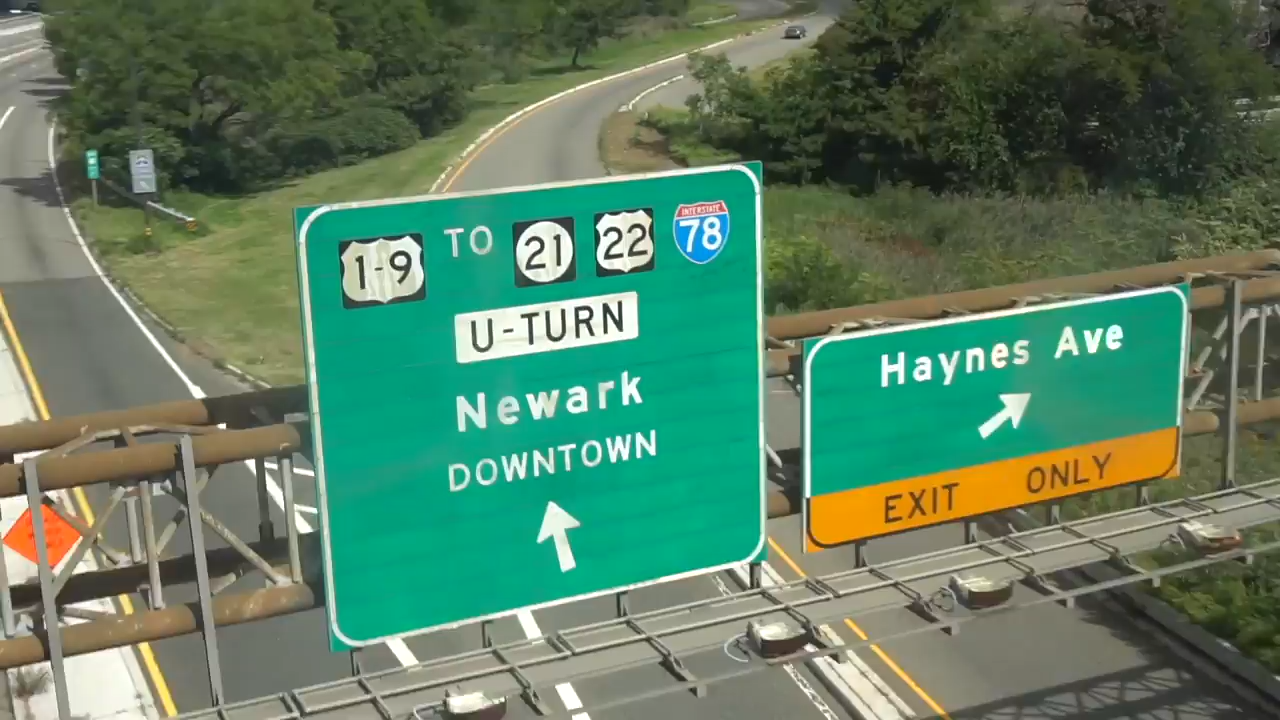 1-9 TO 21 22 INTERSTATE 78
U-TURN
Newark
DOWNTOWN
Haynes Ave
EXIT ONLY